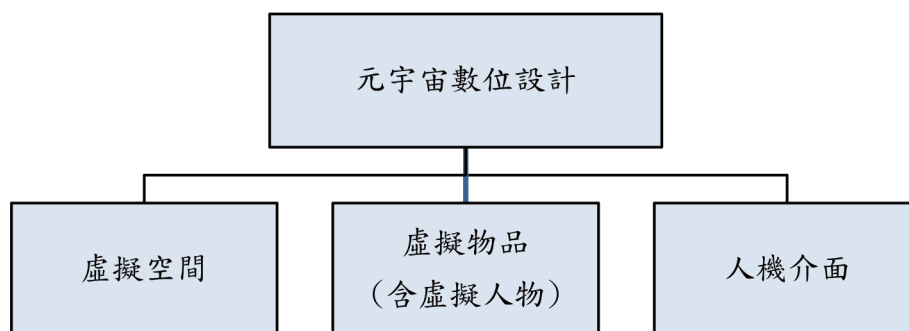 元宇宙數位設計
虛擬空間
虛擬物品
（含虛擬人物）
人機介面